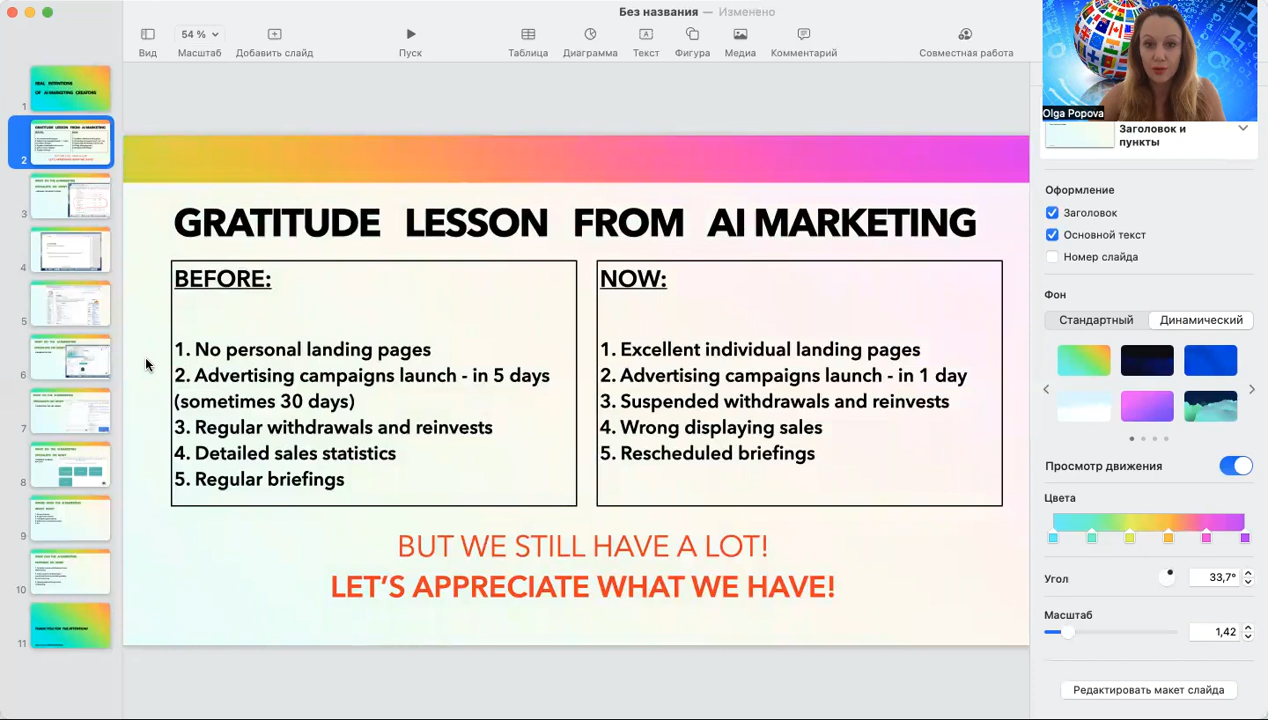 Без названия — Изменено
54 %
Вид
Масштаб
Добавить слайд
Пуск
Таблица
Диаграмма
Текст
Фигура
Медиа
Комментарий
Совместная работа
Olga Popova
1
2
3
4
5
6
7
8
9
10
11
REAL INTENTIONS
OF AI MARKETING CREATORS
GRATITUDE LESSON FROM AI MARKETING
BEFORE:
1. No personal landing pages
2. Advertising campaigns launch - in 5 days
(sometimes 30 days)
3. Regular withdrawals and reinvests
4. Detailed sales statistics
5. Regular briefings
NOW:
1. Excellent individual landing pages
2. Advertising campaigns launch - in 1 day
3. Suspended withdrawals and reinvests
4. Wrong displaying sales
5. Rescheduled briefings
BUT WE STILL HAVE A LOT!
LET’S APPRECIATE WHAT WE HAVE!
Заголовок и
пункты
Оформление
Заголовок
Основной текст
Номер слайда
Фон
Стандартный
Динамический
Просмотр движения
Цвета
Угол
33,7°
Масштаб
1,42
Редактировать макет слайда